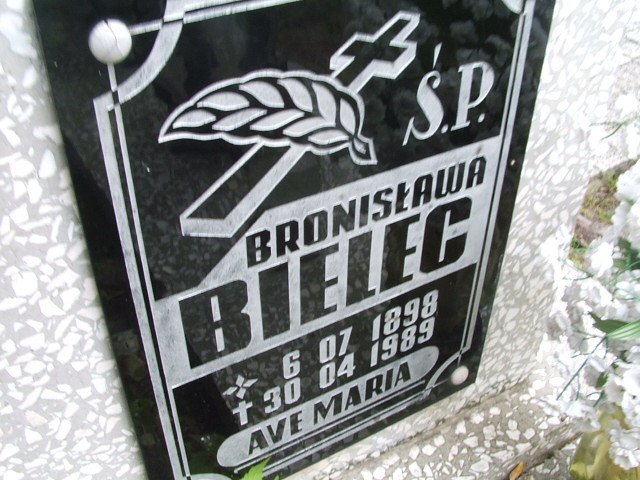 Ś.P.
BRONISŁAWA
BIELEC
6 07 1898
† 30 04 1989
AVE MARIA